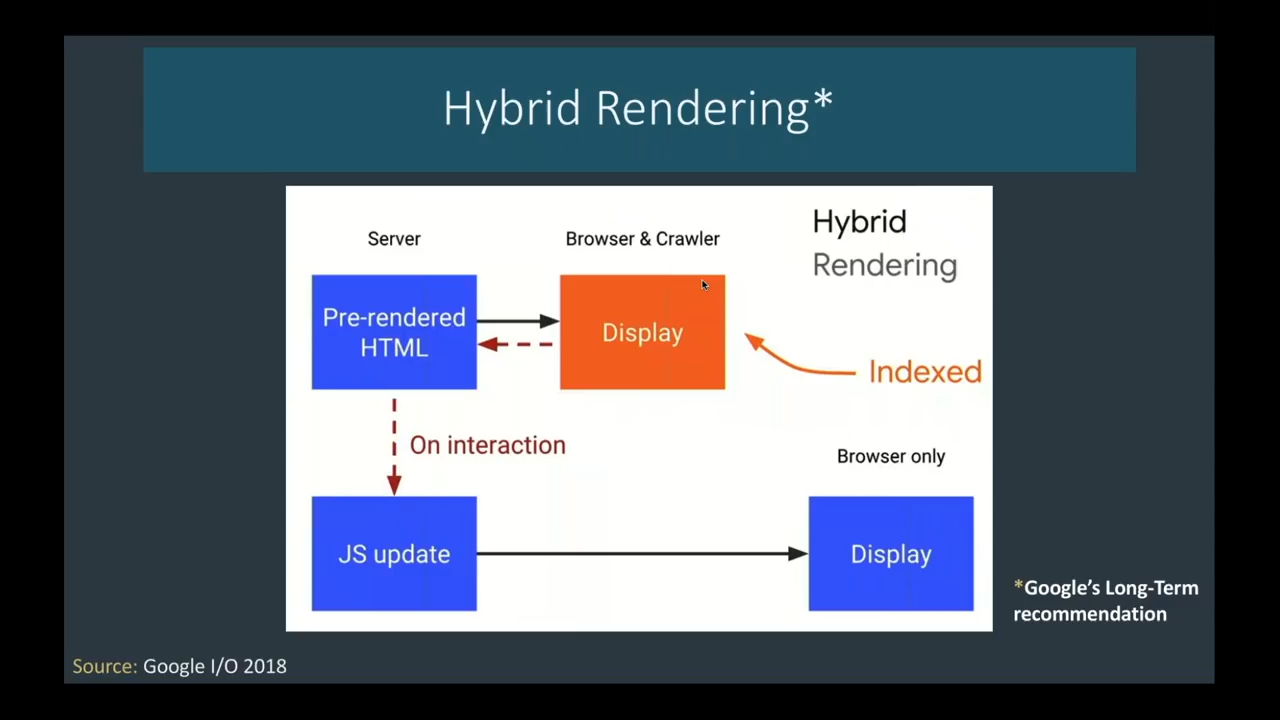 Hybrid Rendering*
Hybrid
Rendering
Server
Browser & Crawler
Pre-rendered
HTML
Display
Indexed
On interaction
Browser only
JS update
Display
*Google's Long-Term
recommendation
Source: Google I/O 2018